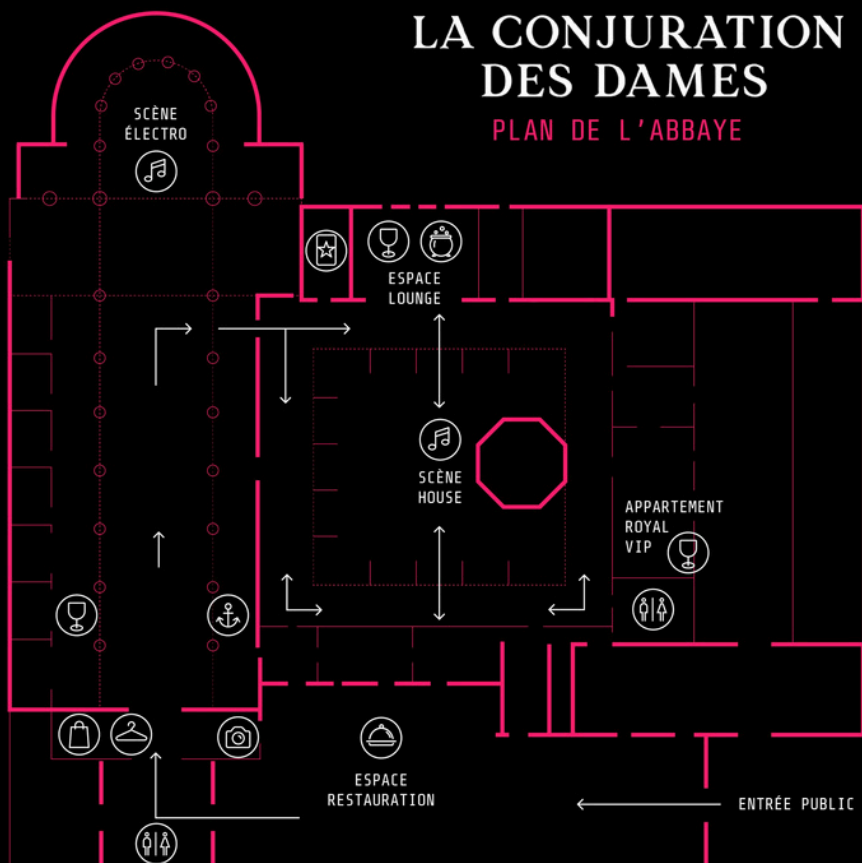 LA CONJURATION
DES DAMES
PLAN DE L'ABBAYE
SCÈNE
ÉLECTRO
ESPACE
LOUNGE
SCÈNE
HOUSE
APPARTEMENT
ROYAL
VIP
ESPACE
RESTAURATION
ENTRÉE PUBLIC